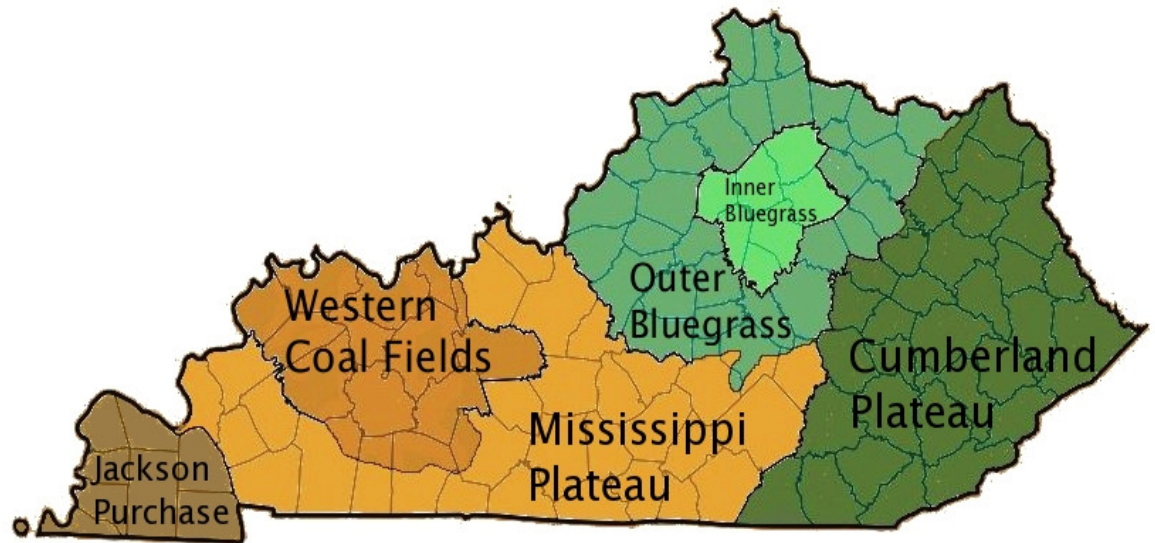 Inner
Bluegrass
Outer
Bluegrass
Western
Coal Fields
Cumberland
Plateau
Mississippi
Plateau
Jackson
Purchase